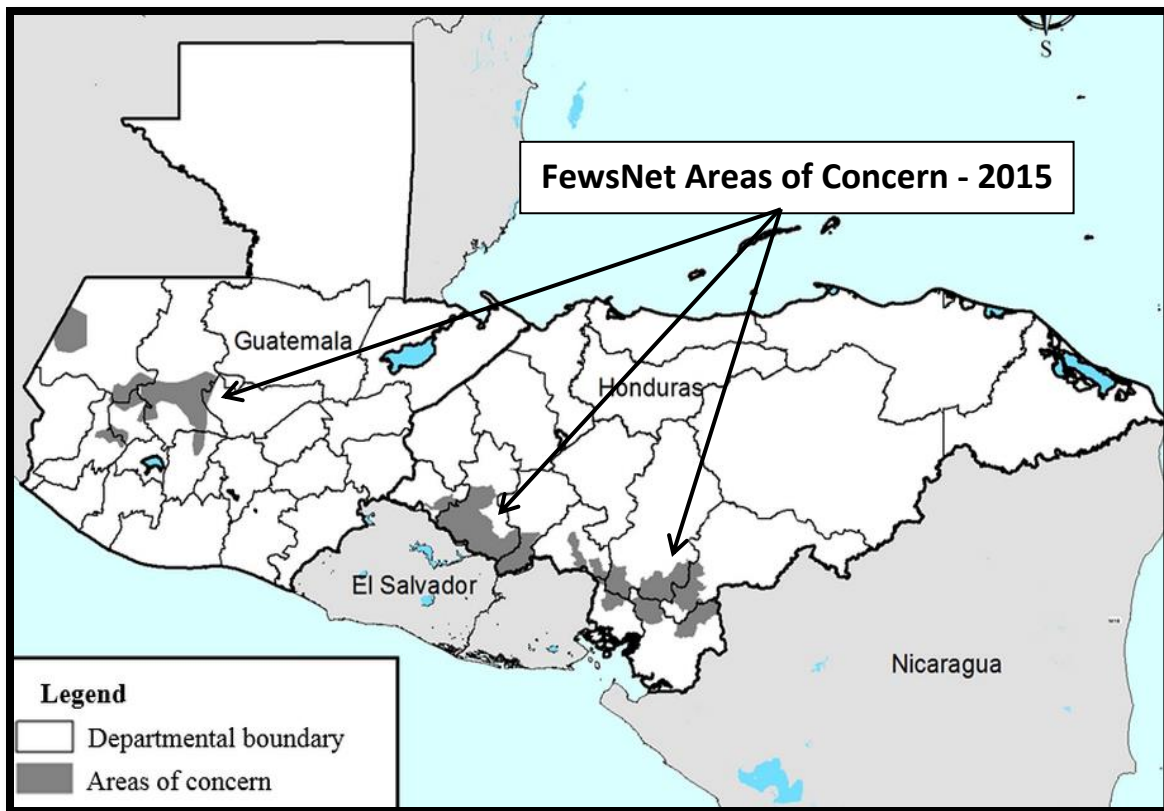 S
FewsNet Areas of Concern - 2015
Guatemala
Honduras
El Salvador
Nicaragua
Legend
Departmental boundary
Areas of concern